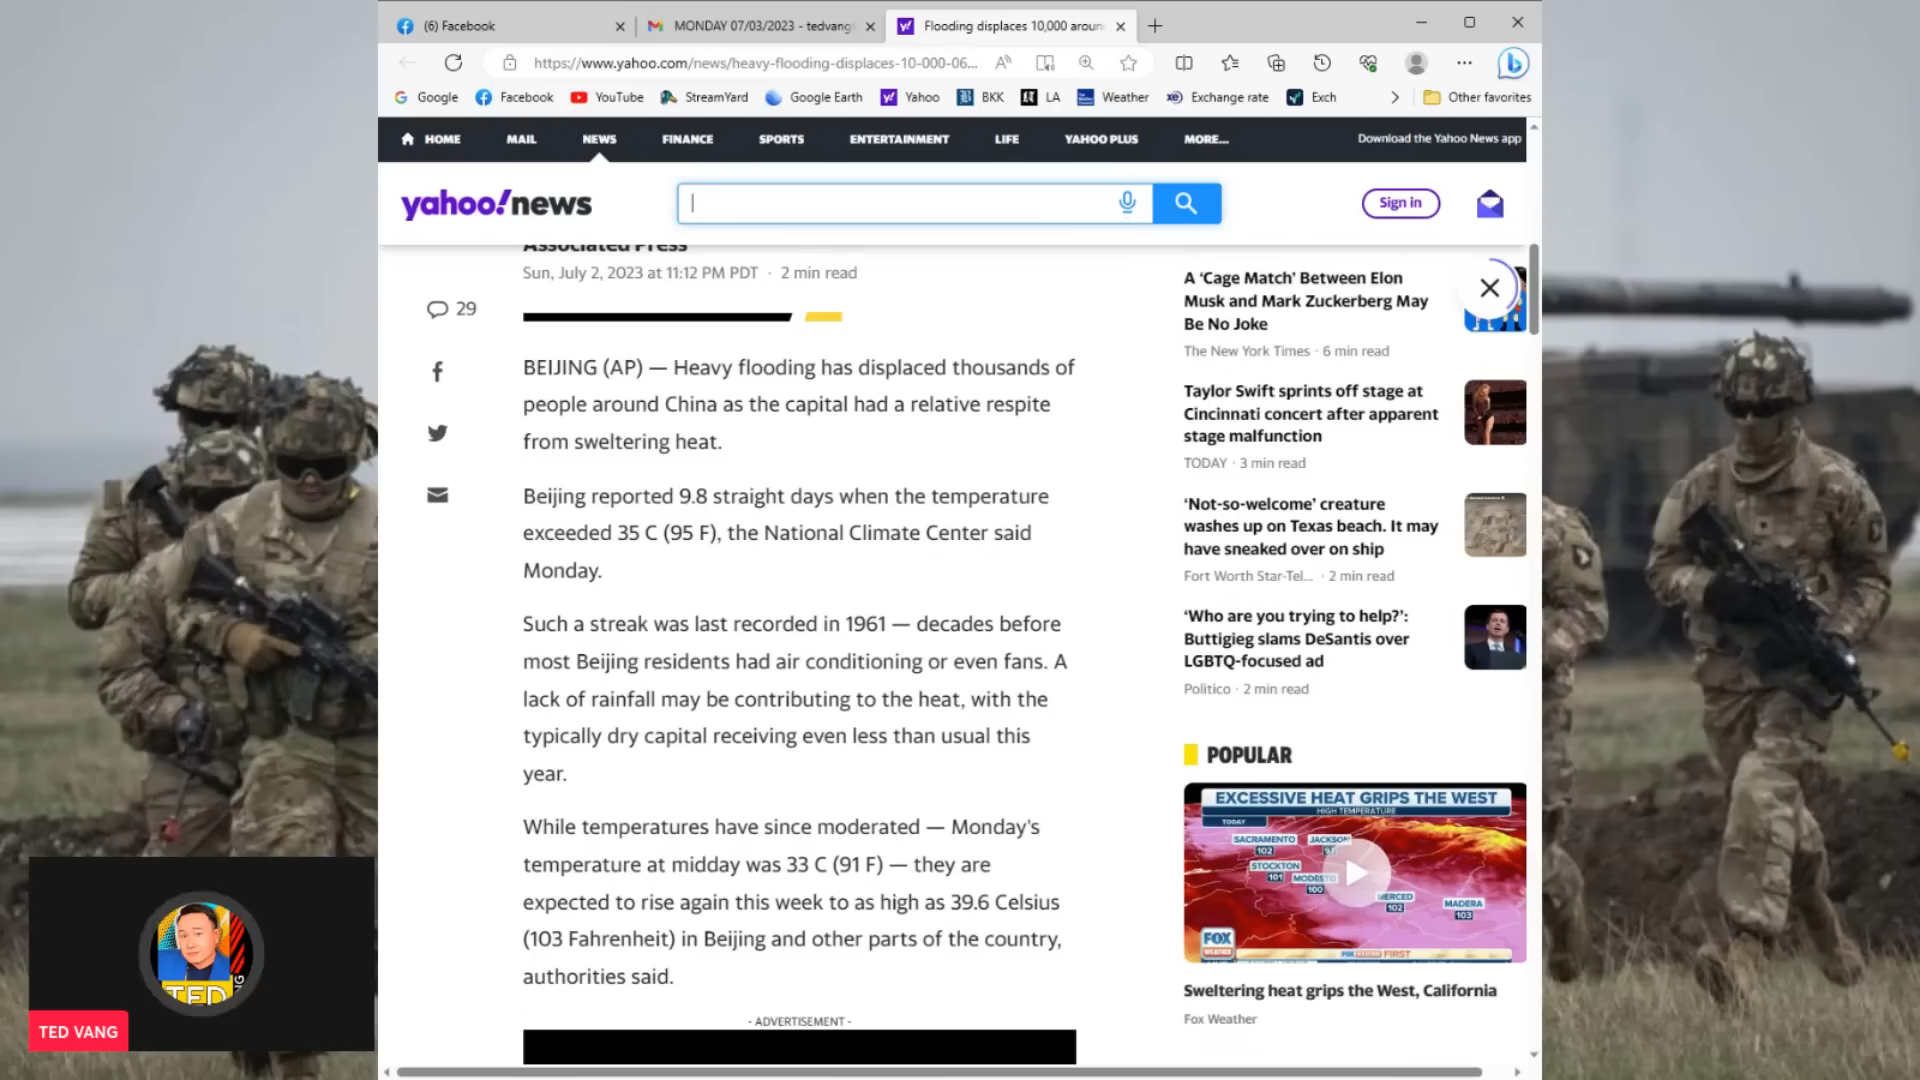 (6) Facebook
MONDAY 07/03/2023 - tedvang
Flooding displaces 10,000 aroun
https://www.yahoo.com/news/heavy-flooding-displaces-10-000-06...
Google
Facebook
YouTube
StreamYard
Google Earth
Yahoo
BKK
LA
Weather
Exchange rate
Exch
Other favorites
HOME
MAIL
NEWS
FINANCE
SPORTS
ENTERTAINMENT
LIFE
YAHOO PLUS
MORE...
Download the Yahoo News app
yahoo!news
Sign in
Associated Press
Sun, July 2, 2023 at 11:12 PM PDT · 2 min read
29
BEIJING (AP) — Heavy flooding has displaced thousands of
people around China as the capital had a relative respite
from sweltering heat.
Beijing reported 9.8 straight days when the temperature
exceeded 35 C (95 F), the National Climate Center said
Monday.
Such a streak was last recorded in 1961 — decades before
most Beijing residents had air conditioning or even fans. A
lack of rainfall may be contributing to the heat, with the
typically dry capital receiving even less than usual this
year.
While temperatures have since moderated — Monday's
temperature at midday was 33 C (91 F) — they are
expected to rise again this week to as high as 39.6 Celsius
(103 Fahrenheit) in Beijing and other parts of the country,
authorities said.
- ADVERTISEMENT -
A ‘Cage Match’ Between Elon
Musk and Mark Zuckerberg May
Be No Joke
The New York Times · 6 min read
Taylor Swift sprints off stage at
Cincinnati concert after apparent
stage malfunction
TODAY · 3 min read
‘Not-so-welcome’ creature
washes up on Texas beach. It may
have sneaked over on ship
Fort Worth Star-Tel... · 2 min read
‘Who are you trying to help?’:
Buttigieg slams DeSantis over
LGBTQ-focused ad
Politico · 2 min read
POPULAR
EXCESSIVE HEAT GRIPS THE WEST
HIGH TEMPERATURE
TODAY
SACRAMENTO
102
JACKSON
97
STOCKTON
101
MODESTO
100
MERCED
102
MADERA
103
FOX
WEATHER
FIRST
Sweltering heat grips the West, California
Fox Weather
TED
TED VANG